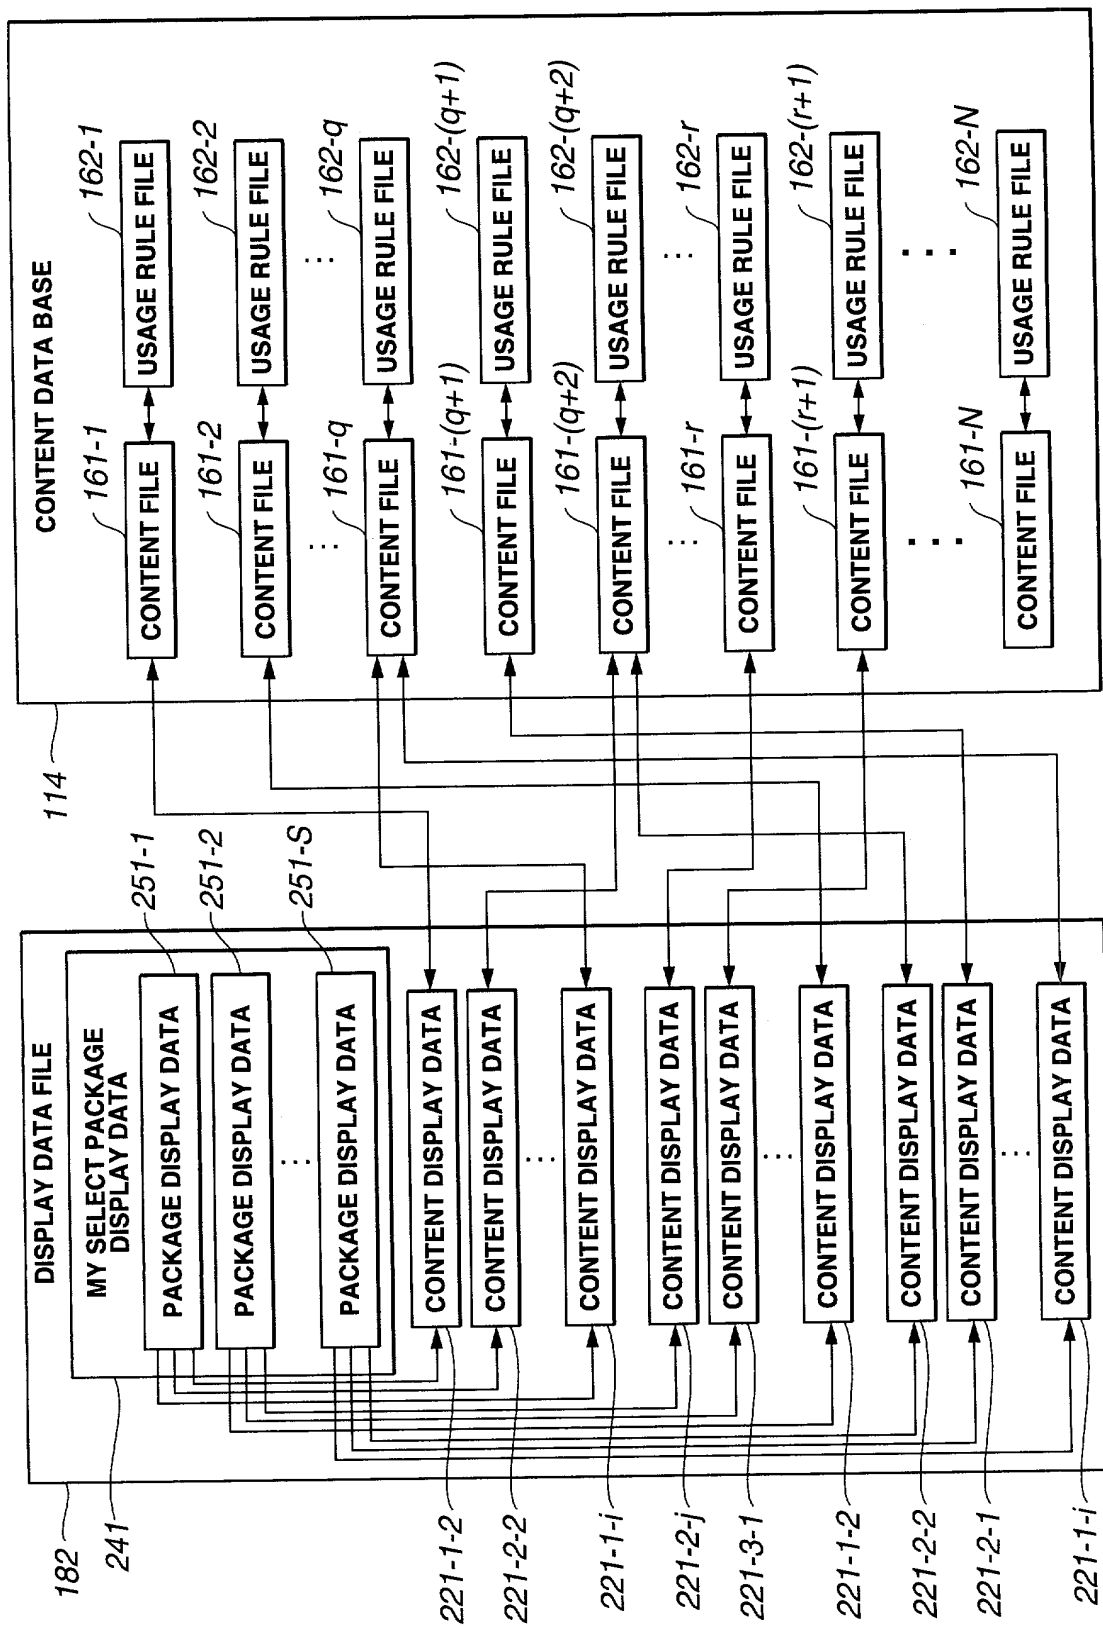 DISPLAY DATA FILE
MY SELECT PACKAGE
DISPLAY DATA
PACKAGE DISPLAY DATA
PACKAGE DISPLAY DATA
...
PACKAGE DISPLAY DATA
CONTENT DISPLAY DATA
CONTENT DISPLAY DATA
...
CONTENT DISPLAY DATA
CONTENT DISPLAY DATA
CONTENT DISPLAY DATA
...
CONTENT DISPLAY DATA
CONTENT DISPLAY DATA
CONTENT DISPLAY DATA
...
CONTENT DISPLAY DATA
182
241
251-1
251-2
251-S
221-1-2
221-2-2
221-1-i
221-2-j
221-3-1
221-1-2
221-2-2
221-2-1
221-1-i
114
CONTENT DATA BASE
161-1
162-1
CONTENT FILE
USAGE RULE FILE
161-2
162-2
CONTENT FILE
USAGE RULE FILE
...
...
161-q
162-q
CONTENT FILE
USAGE RULE FILE
161-(q+1)
162-(q+1)
CONTENT FILE
USAGE RULE FILE
161-(q+2)
162-(q+2)
CONTENT FILE
USAGE RULE FILE
...
...
161-r
162-r
CONTENT FILE
USAGE RULE FILE
161-(r+1)
162-(r+1)
CONTENT FILE
USAGE RULE FILE
...
...
161-N
162-N
CONTENT FILE
USAGE RULE FILE